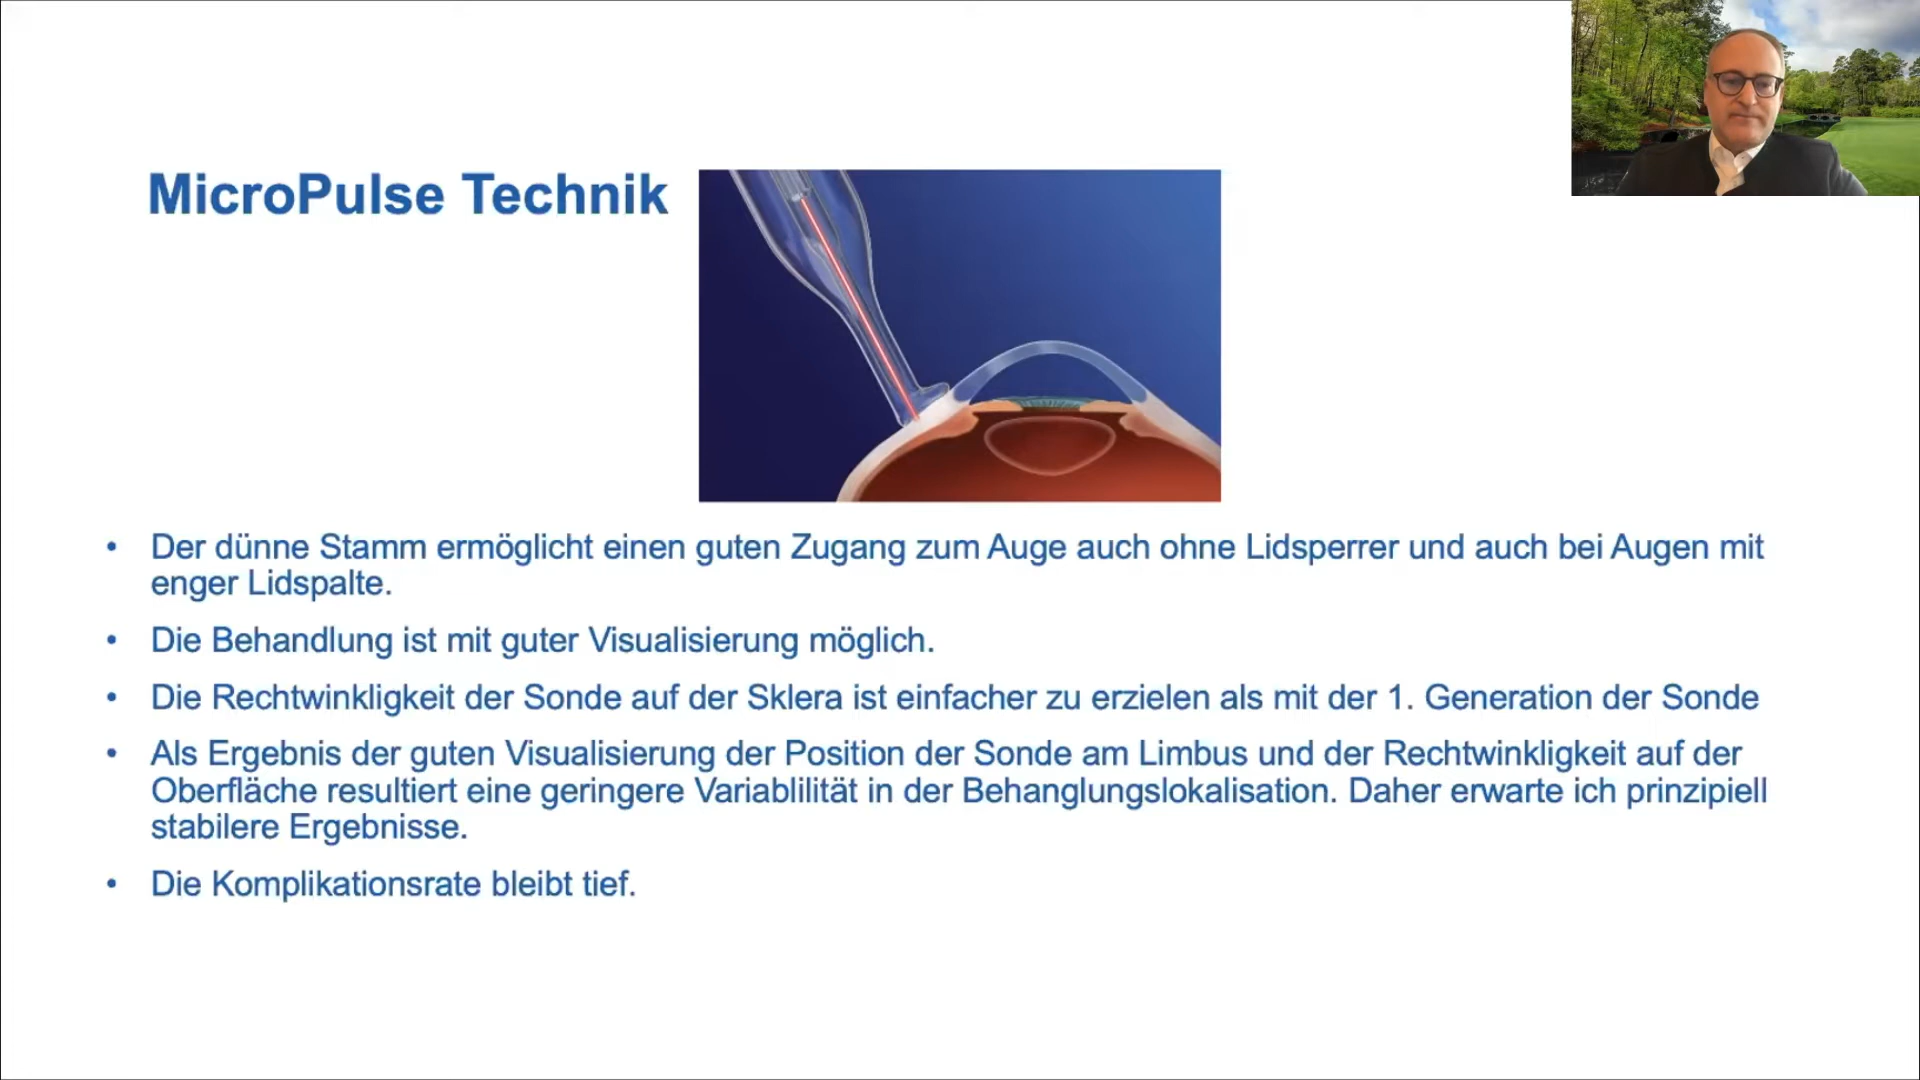 MicroPulse Technik
• Der dünne Stamm ermöglicht einen guten Zugang zum Auge auch ohne Lidsperrer und auch bei Augen mit
enger Lidspalte.
• Die Behandlung ist mit guter Visualisierung möglich.
• Die Rechtwinkligkeit der Sonde auf der Sklera ist einfacher zu erzielen als mit der 1. Generation der Sonde
• Als Ergebnis der guten Visualisierung der Position der Sonde am Limbus und der Rechtwinkligkeit auf der
Oberfläche resultiert eine geringere Variablilität in der Behanglungslokalisation. Daher erwarte ich prinzipiell
stabilere Ergebnisse.
• Die Komplikationsrate bleibt tief.